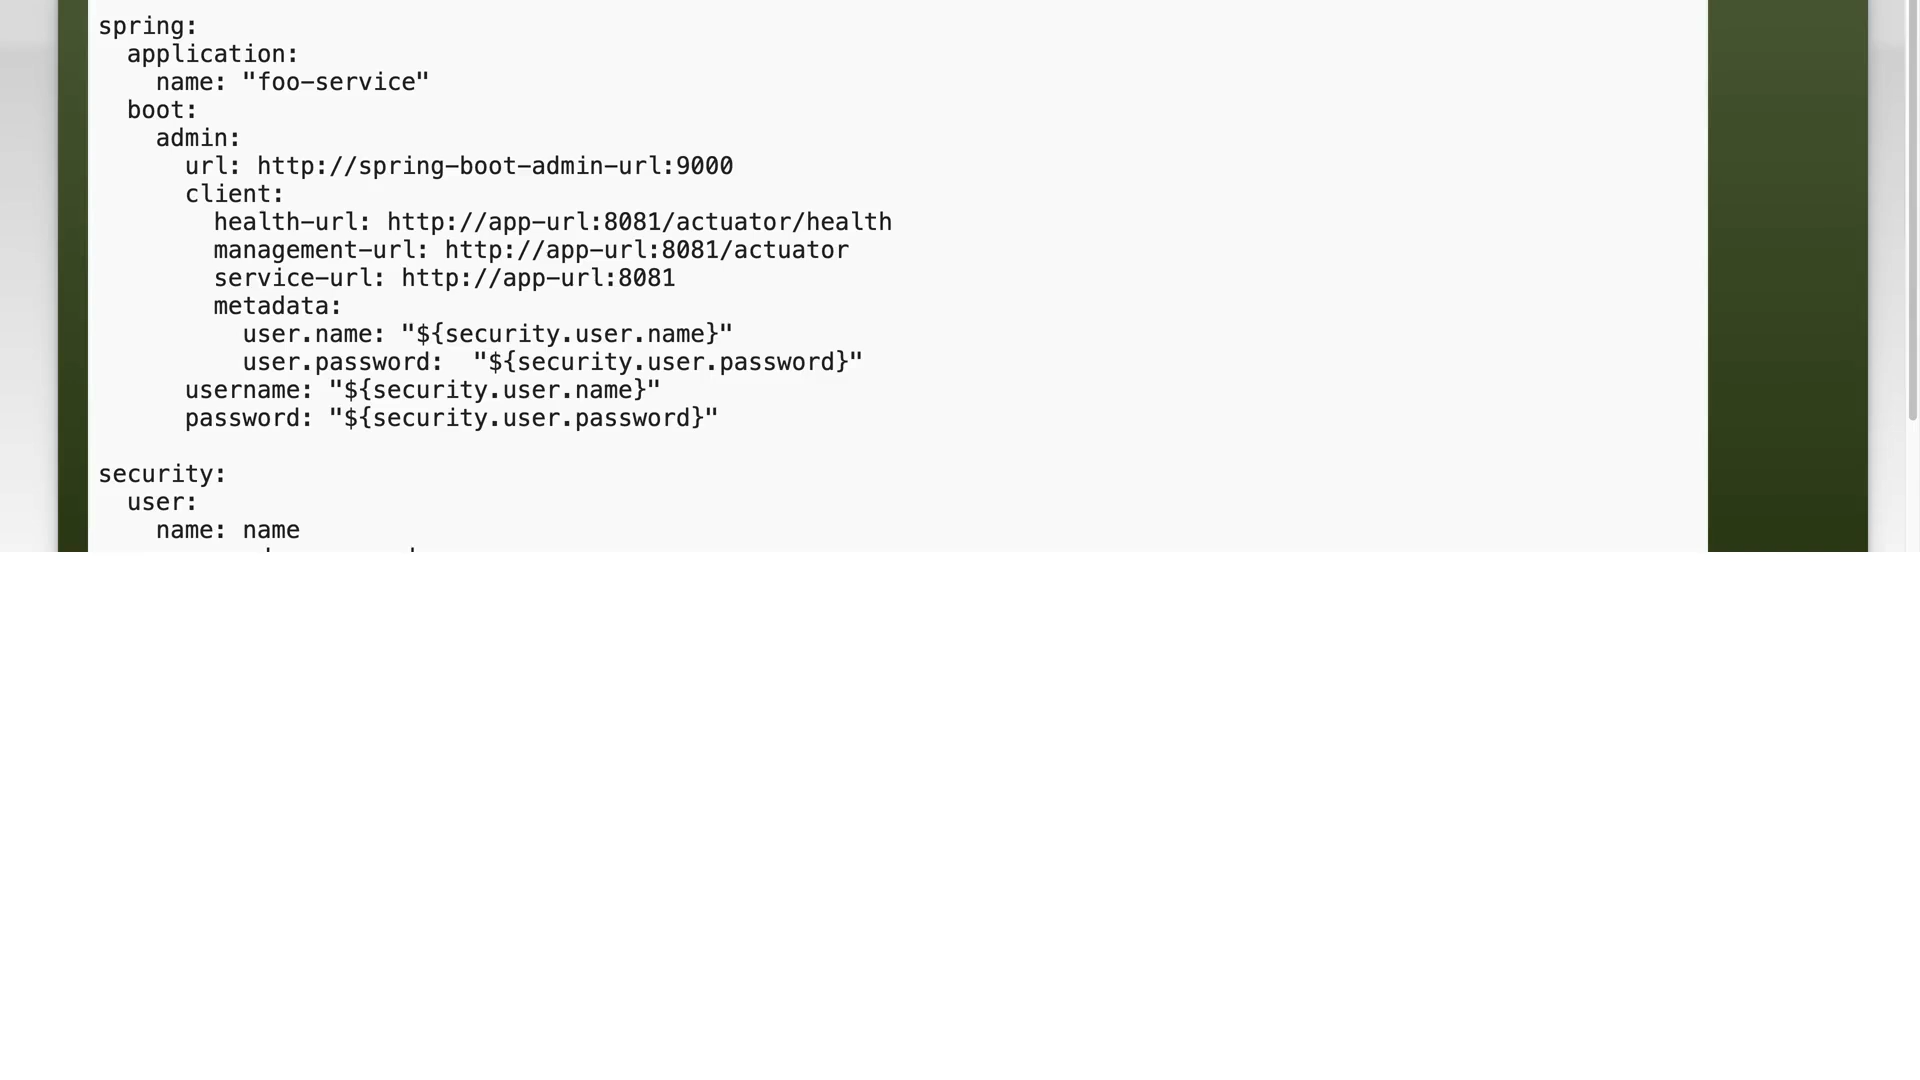 spring:
  application:
    name: "foo-service"
  boot:
    admin:
      url: http://spring-boot-admin-url:9000
      client:
        health-url: http://app-url:8081/actuator/health
        management-url: http://app-url:8081/actuator
        service-url: http://app-url:8081
        metadata:
          user.name: "${security.user.name}"
          user.password:  "${security.user.password}"
      username: "${security.user.name}"
      password: "${security.user.password}"

security:
  user:
    name: name